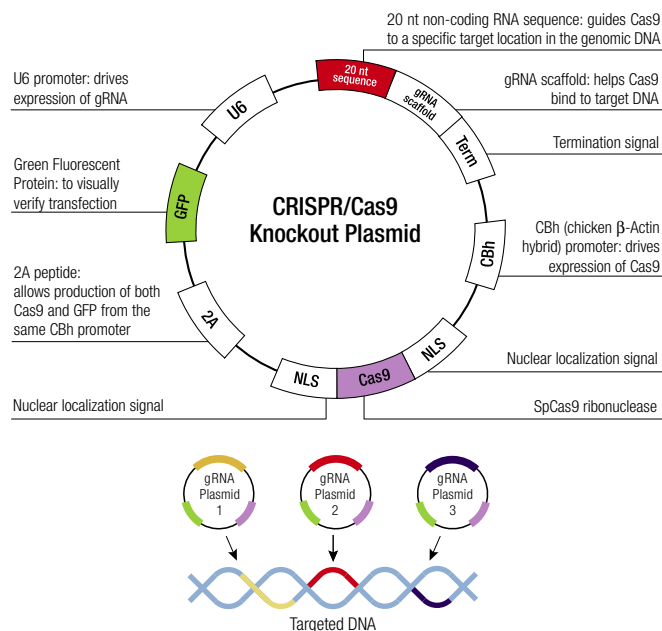 20 nt non-coding RNA sequence: guides Cas9
to a specific target location in the genomic DNA
U6 promoter: drives
expression of gRNA
gRNA scaffold: helps Cas9
bind to target DNA
Termination signal
Green Fluorescent
Protein: to visually
verify transfection
CBh (chicken β-Actin
hybrid) promoter: drives
expression of Cas9
2A peptide:
allows production of both
Cas9 and GFP from the
same CBh promoter
Nuclear localization signal
Nuclear localization signal
SpCas9 ribonuclease
20 nt
sequence
gRNA
scaffold
Term
CBh
NLS
Cas9
NLS
2A
GFP
U6
CRISPR/Cas9
Knockout Plasmid
gRNA
Plasmid
1
gRNA
Plasmid
2
gRNA
Plasmid
3
Targeted DNA